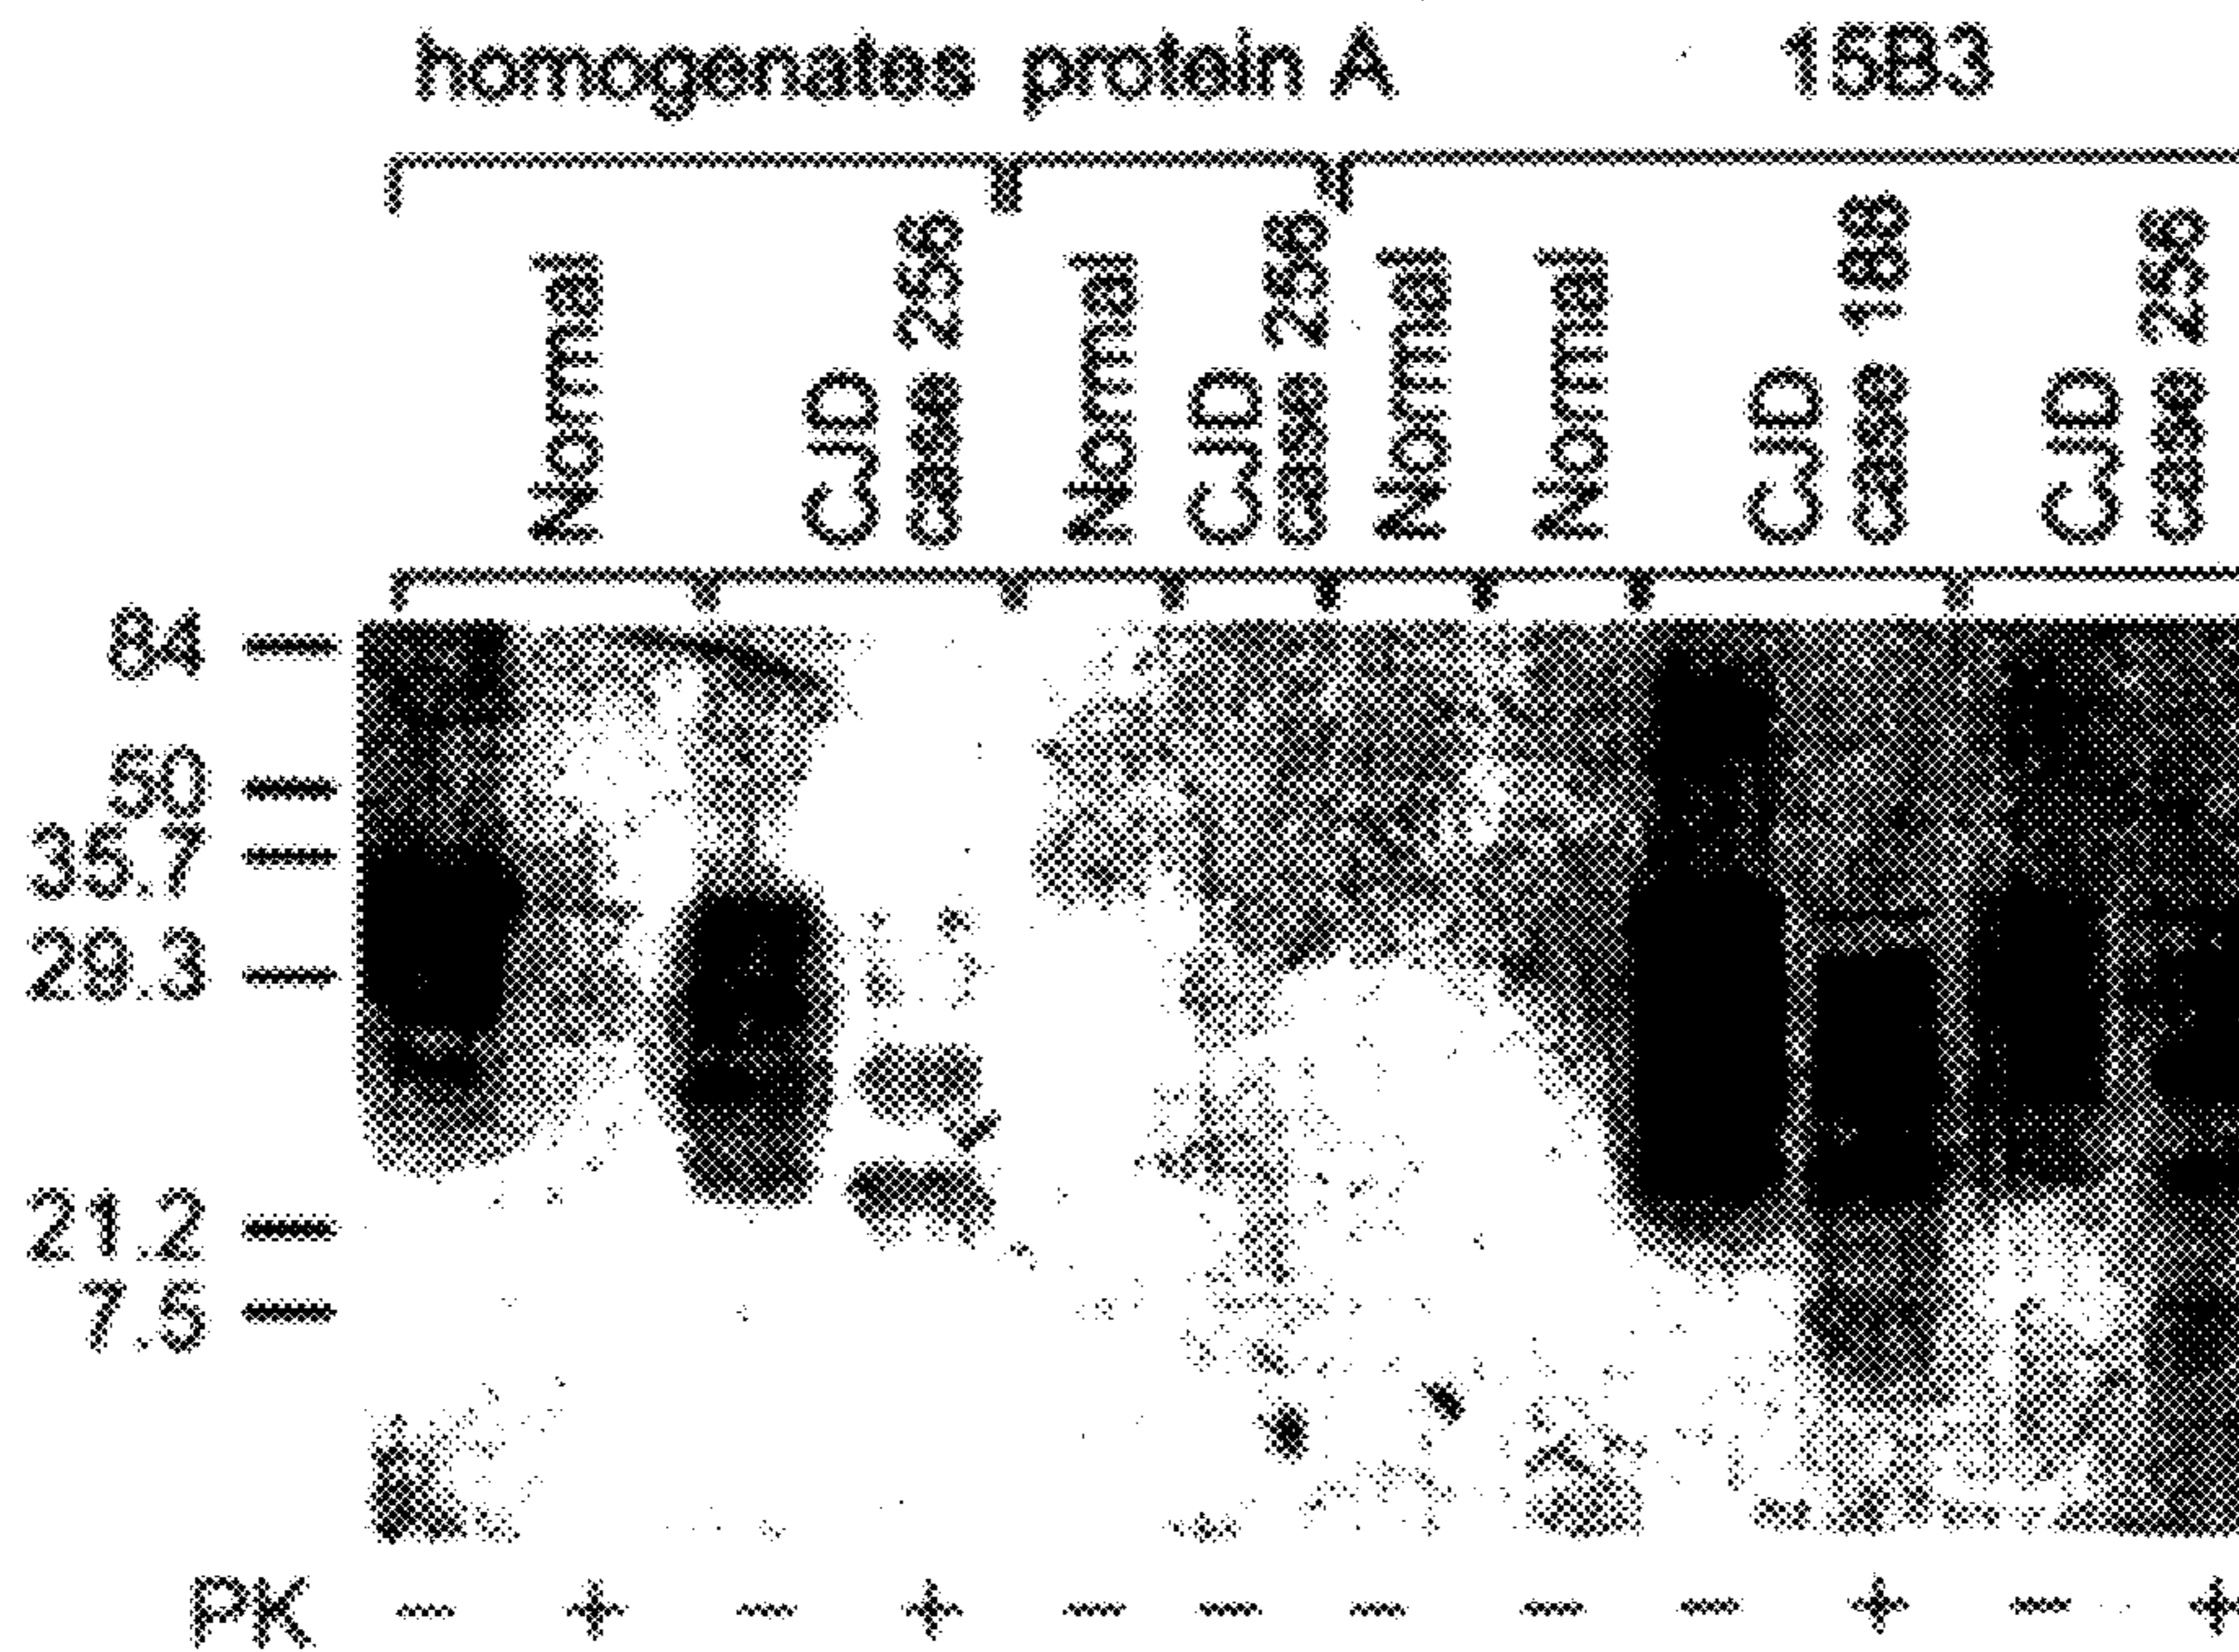 homogenates protein A 15B3
Normal
CJD
case 256
Normal
CJD
case 256
Normal
Normal
CJD
case 188
CJD
case 256
84
50
35.7
29.3
21.2
7.5
PK - + - + - - - - - + - +